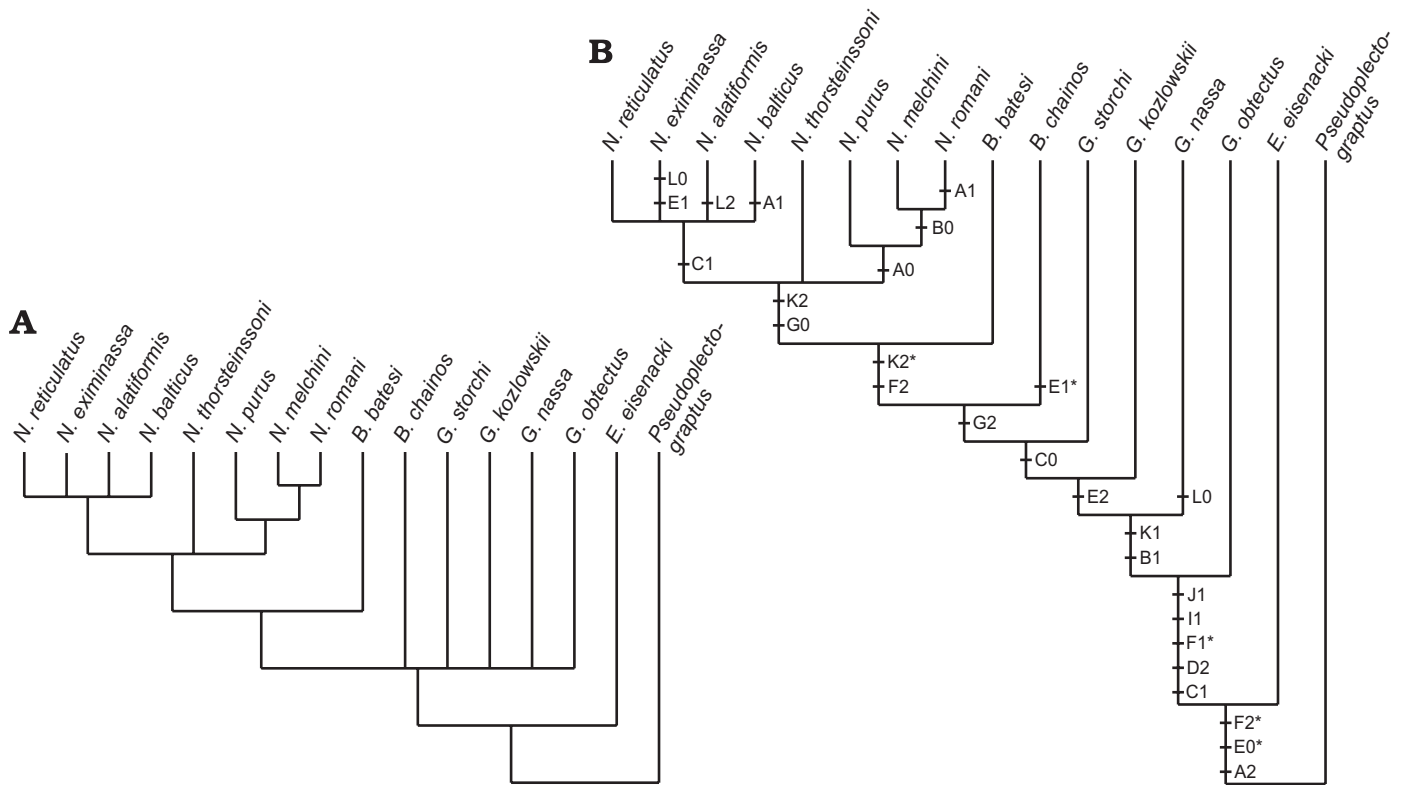 A
N. reticulatus
N. eximinassa
N. alatiformis
N. balticus
N. thorsteinssoni
N. purus
N. melchini
N. romani
B. batesi
B. chainos
G. storchi
G. kozlowskii
G. nassa
G. obtectus
E. eisenacki
Pseudoplecto-
graptus
B
N. reticulatus
N. eximinassa
N. alatiformis
N. balticus
N. thorsteinssoni
N. purus
N. melchini
N. romani
B. batesi
B. chainos
G. storchi
G. kozlowskii
G. nassa
G. obtectus
E. eisenacki
Pseudoplecto-
graptus
L0
E1
L2
A1
A1
B0
C1
A0
K2
G0
K2*
F2
E1*
G2
C0
E2
L0
K1
B1
J1
I1
F1*
D2
C1
F2*
E0*
A2